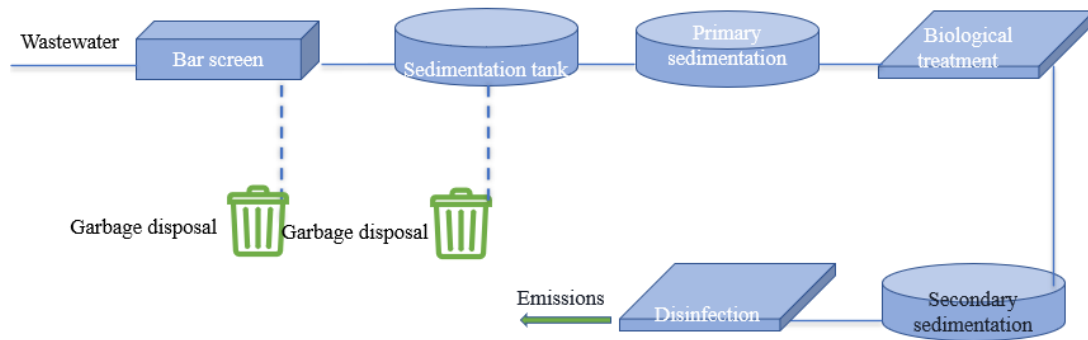 Wastewater
Bar screen
Sedimentation tank
Primary
sedimentation
Biological
treatment
Garbage disposal
Garbage disposal
Emissions
Disinfection
Secondary
sedimentation